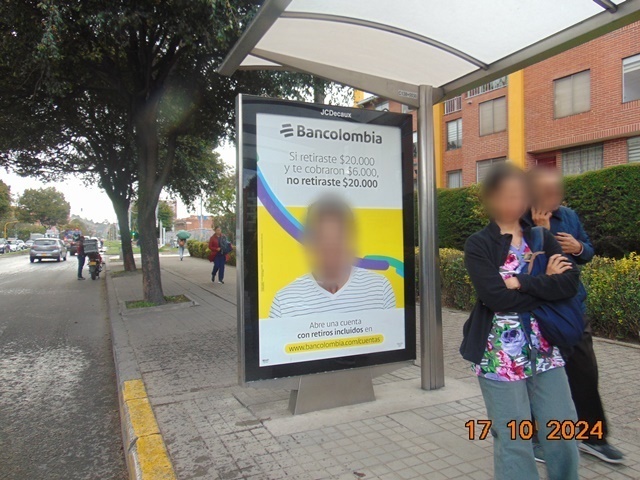 JCDecaux
Bancolombia
Si retiraste $20.000
y te cobraron $6.000,
no retiraste $20.000
Abre una cuenta
con retiros incluidos en
www.bancolombia.com/cuentas
17 10 2024